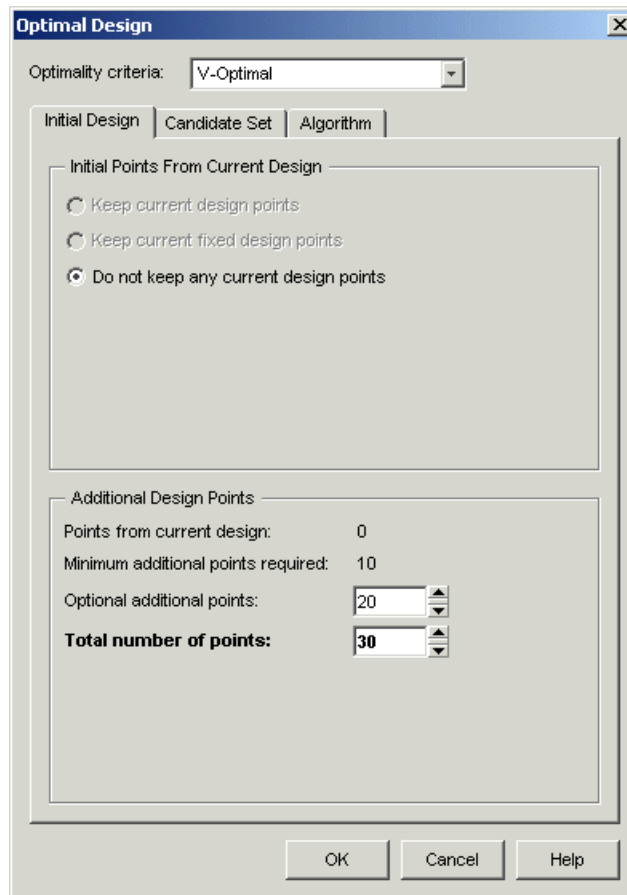 Optimal Design
Optimality criteria: V-Optimal
Initial Design Candidate Set Algorithm
Initial Points From Current Design
Keep current design points
Keep current fixed design points
Do not keep any current design points
Additional Design Points
Points from current design: 0
Minimum additional points required: 10
Optional additional points: 20
Total number of points: 30
OK Cancel Help